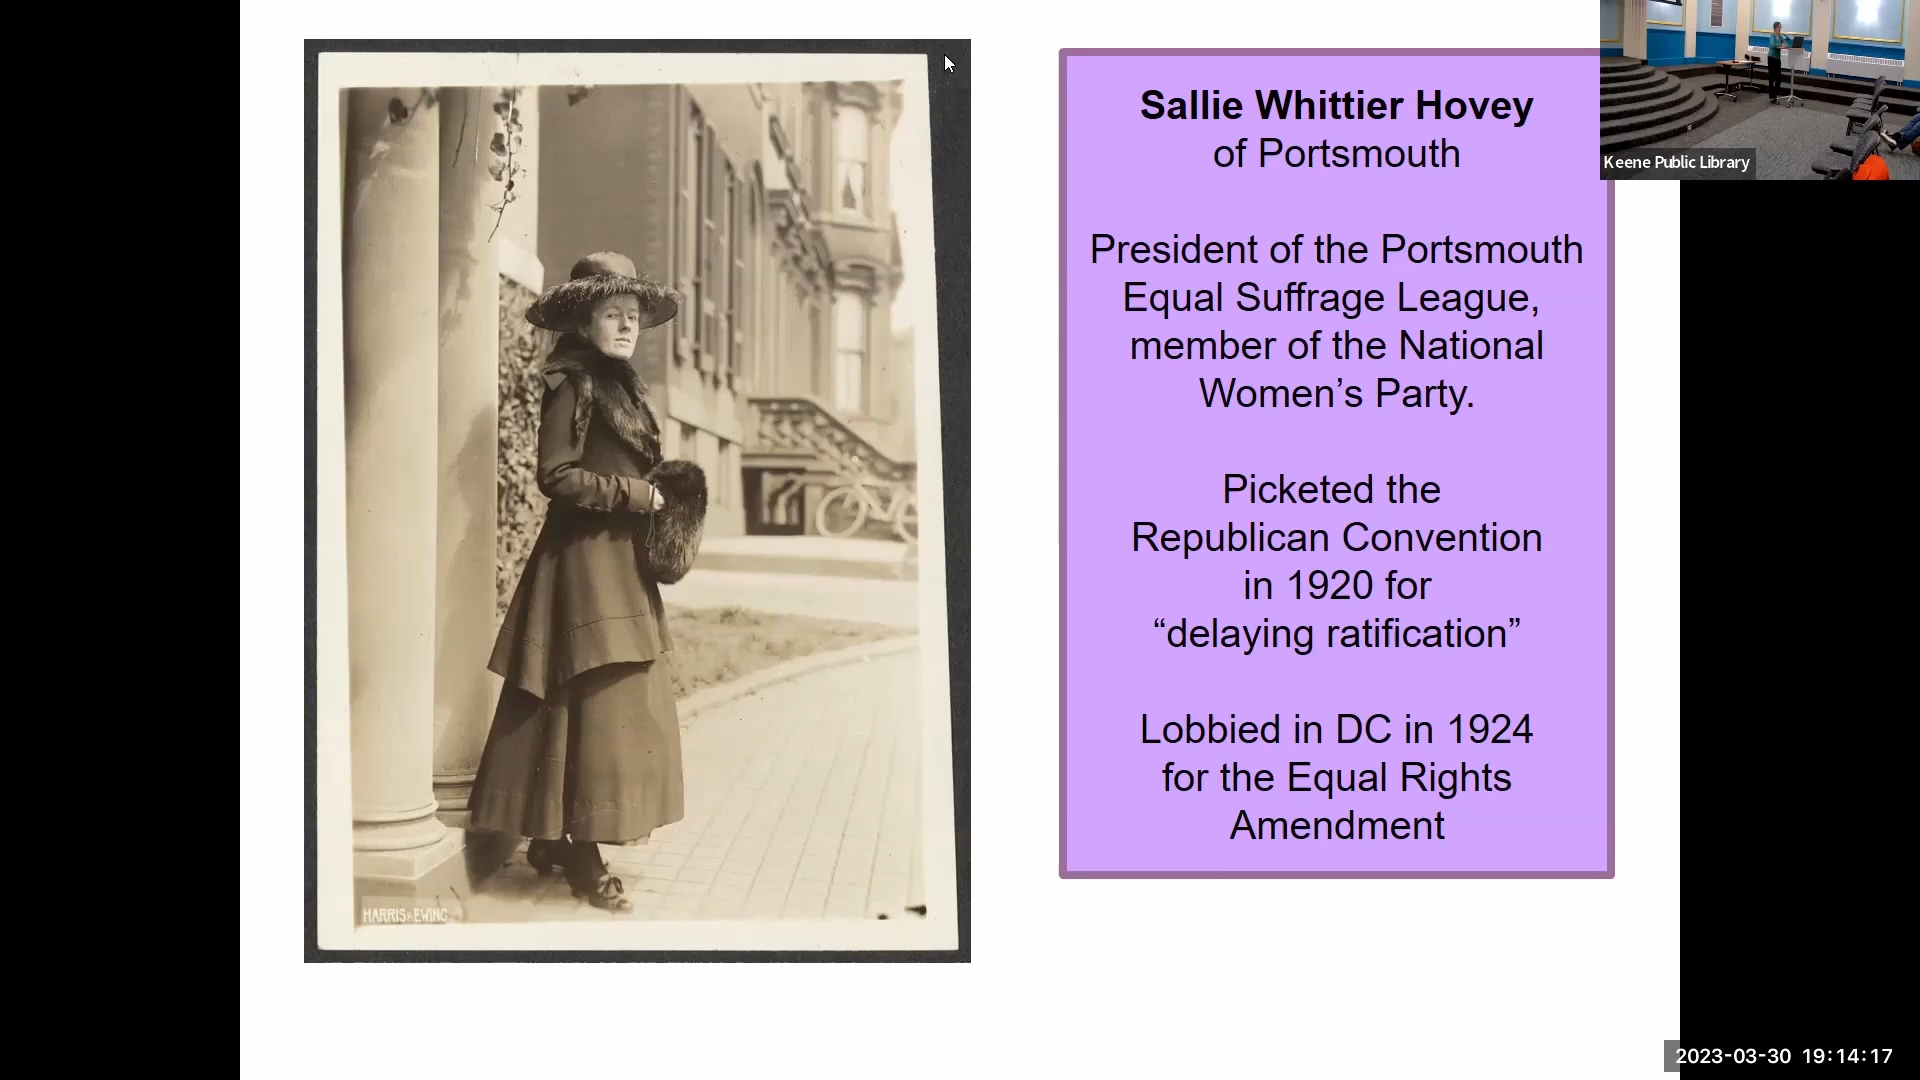 Sallie Whittier Hovey
of Portsmouth
President of the Portsmouth
Equal Suffrage League,
member of the National
Women’s Party.
Picketed the
Republican Convention
in 1920 for
“delaying ratification”
Lobbied in DC in 1924
for the Equal Rights
Amendment
Keene Public Library
HARRIS & EWING
2023-03-30 19:14:17